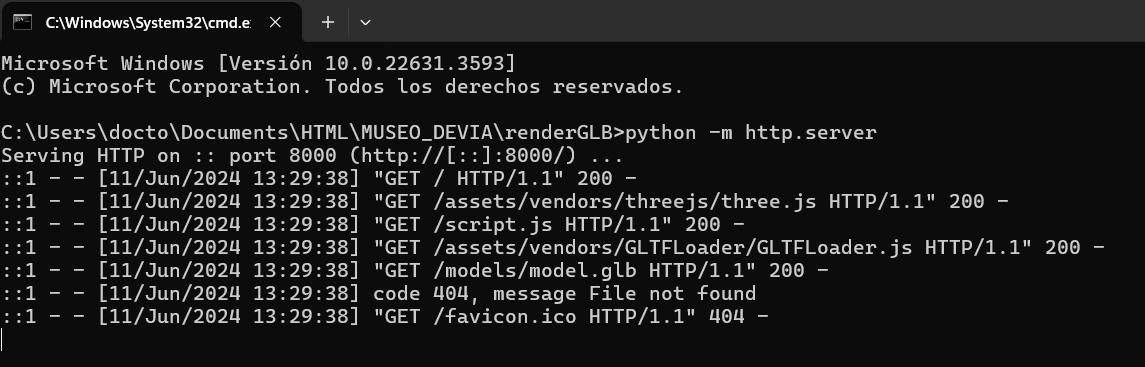 C:\Windows\System32\cmd.e
Microsoft Windows [Versión 10.0.22631.3593]
(c) Microsoft Corporation. Todos los derechos reservados.
C:\Users\docto\Documents\HTML\MUSEO_DEVIA\renderGLB>python -m http.server
Serving HTTP on :: port 8000 (http://[::]:8000/) ...
::1 - - [11/Jun/2024 13:29:38] "GET / HTTP/1.1" 200 -
::1 - - [11/Jun/2024 13:29:38] "GET /assets/vendors/threejs/three.js HTTP/1.1" 200 -
::1 - - [11/Jun/2024 13:29:38] "GET /script.js HTTP/1.1" 200 -
::1 - - [11/Jun/2024 13:29:38] "GET /assets/vendors/GLTFLoader/GLTFLoader.js HTTP/1.1" 200 -
::1 - - [11/Jun/2024 13:29:38] "GET /models/model.glb HTTP/1.1" 200 -
::1 - - [11/Jun/2024 13:29:38] code 404, message File not found
::1 - - [11/Jun/2024 13:29:38] "GET /favicon.ico HTTP/1.1" 404 -